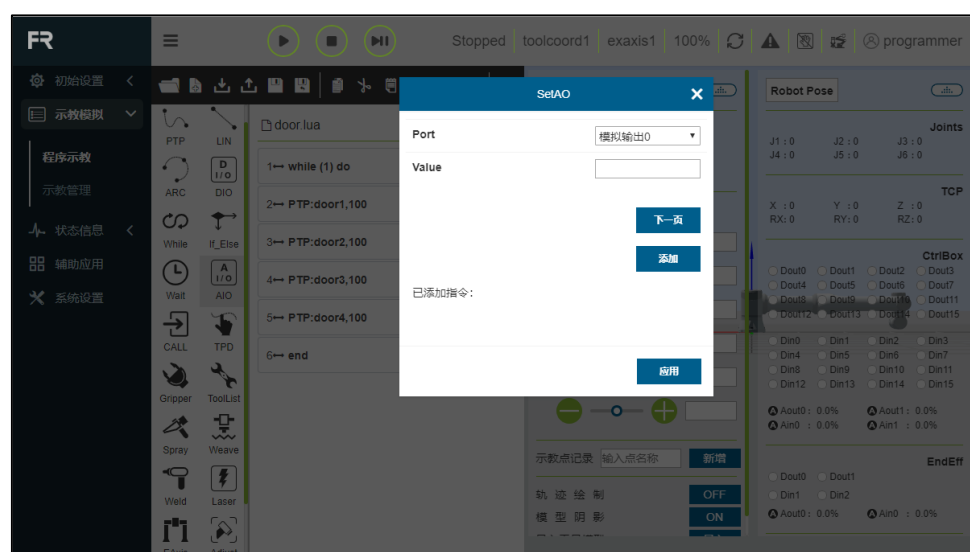 FR
Stopped toolcoord1 exaxis1 100% programmer
初始设置
示教模拟
程序示教
示教管理
状态信息
辅助应用
系统设置
PTP LIN
ARC DIO
While If_Else
Wait AIO
CALL TPD
Gripper ToolList
Spray Weave
Weld Laser
door.lua
1 while (1) do
2 PTP:door1,100
3 PTP:door2,100
4 PTP:door3,100
5 PTP:door4,100
6 end
SetAO
Port 模拟输出0
Value
下一页
添加
已添加指令:
应用
示教点记录 输入点名称 新增
轨迹绘制 OFF
模型阴影 ON
Robot Pose
Joints
J1 : 0 J2 : 0 J3 : 0
J4 : 0 J5 : 0 J6 : 0
TCP
X : 0 Y : 0 Z : 0
RX: 0 RY: 0 RZ: 0
CtrlBox
Dout0 Dout1 Dout2 Dout3
Dout4 Dout5 Dout6 Dout7
Dout8 Dout9 Dout10 Dout11
Dout12 Dout13 Dout14 Dout15
Din0 Din1 Din2 Din3
Din4 Din5 Din6 Din7
Din8 Din9 Din10 Din11
Din12 Din13 Din14 Din15
Aout0 : 0.0% Aout1 : 0.0%
Ain0 : 0.0% Ain1 : 0.0%
EndEff
Dout0 Dout1
Din1 Din2
Aout0 : 0.0% Ain0 : 0.0%